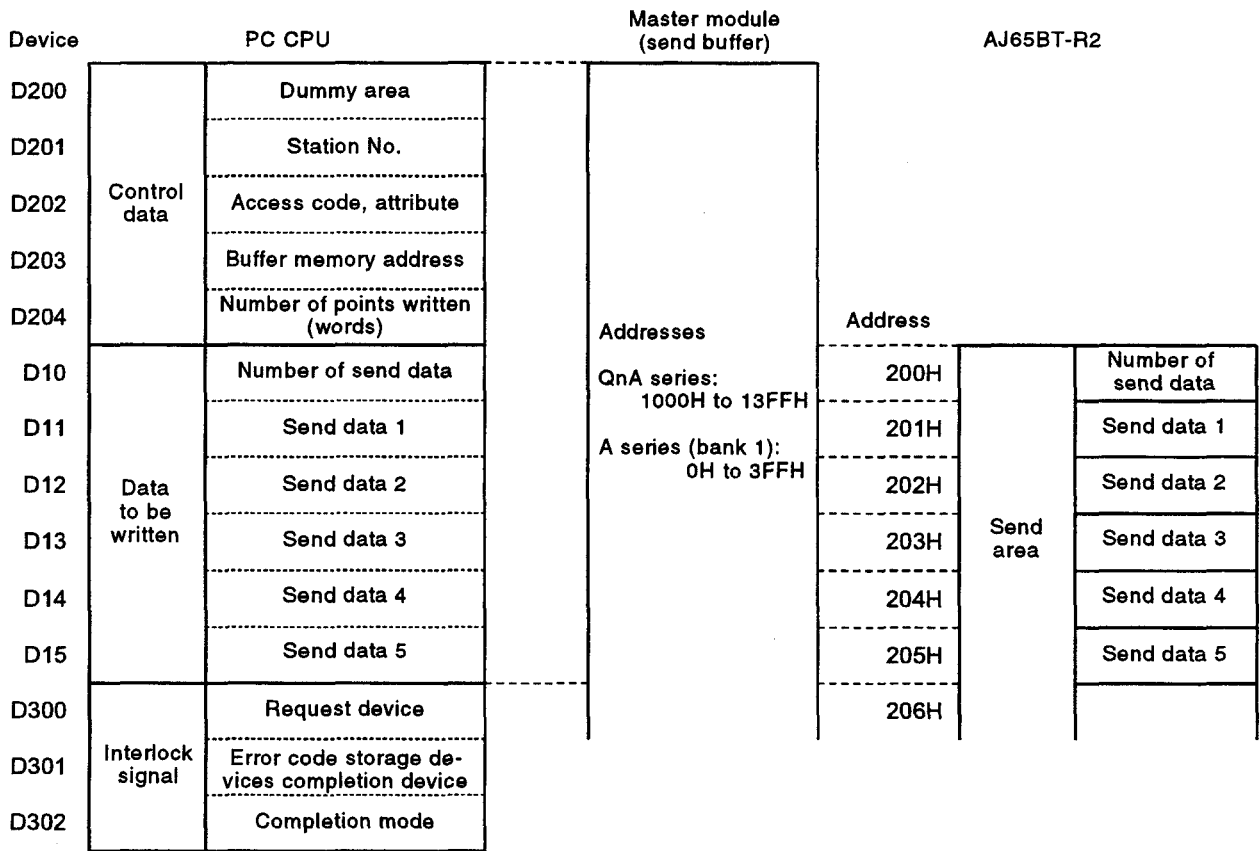 Device
PC CPU
Master module
(send buffer)
AJ65BT-R2
D200
Dummy area
D201
Station No.
D202
Control
data
Access code, attribute
D203
Buffer memory address
D204
Number of points written
(words)
Addresses
QnA series:
1000H to 13FFH
A series (bank 1):
0H to 3FFH
Address
D10
Number of send data
200H
Number of
send data
D11
Send data 1
201H
Send data 1
D12
Data
to be
written
Send data 2
202H
Send area
Send data 2
D13
Send data 3
203H
Send data 3
D14
Send data 4
204H
Send data 4
D15
Send data 5
205H
Send data 5
D300
Request device
206H
D301
Interlock
signal
Error code storage de-
vices completion device
D302
Completion mode